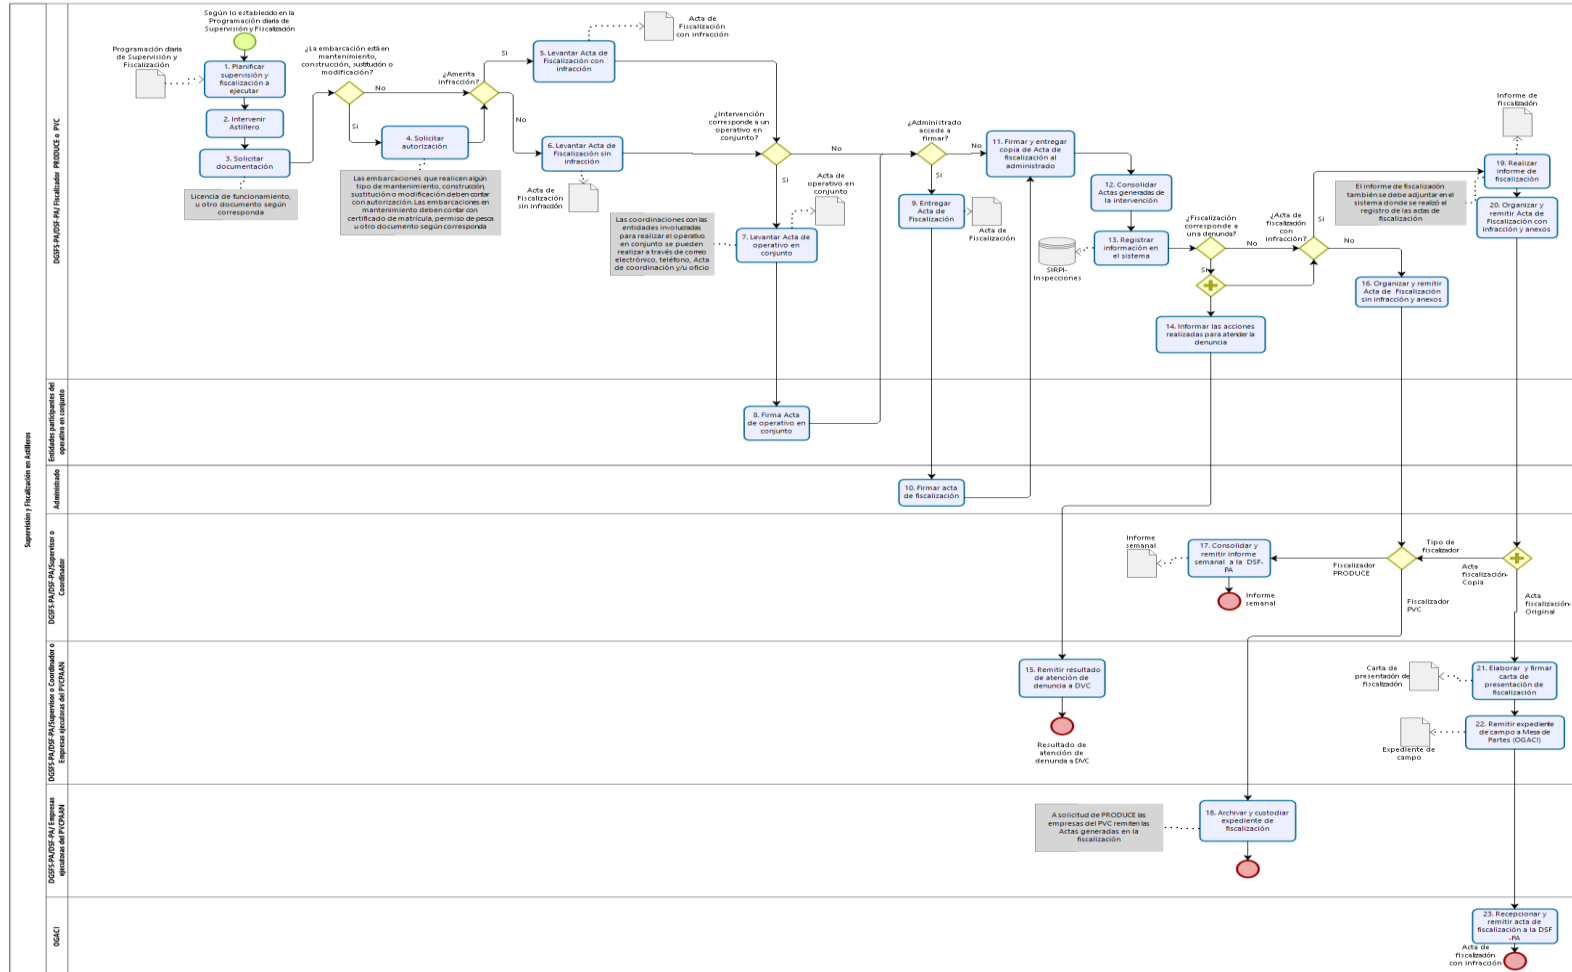 Supervisión y Fiscalización en Astilleros
DGSFS-PA/DSF-PA/ Fiscalizador PRODUCE o PVC
Según lo establecido en la
Programación diaria de
Supervisión y Fiscalización
Programación diaria
de Supervisión y
Fiscalización
1. Planificar
supervisión y
fiscalización a
ejecutar
2. Intervenir
Astillero
3. Solicitar
documentación
Licencia de funcionamiento,
u otro documento según
corresponda
¿La embarcación está en
mantenimiento,
construcción, sustitución o
modificación?
No
Si
4. Solicitar
autorización
Las embarcaciones que realicen algún
tipo de mantenimiento, construcción,
sustitución o modificación deben contar
con autorización. Las embarcaciones en
mantenimiento deben contar con
certificado de matrícula, permiso de pesca
u otro documento según corresponda
¿Amerita
infracción?
Si
No
5. Levantar Acta de
Fiscalización con
infracción
Acta de
Fiscalización
con infracción
6. Levantar Acta de
Fiscalización sin
infracción
Acta de
Fiscalización
sin infracción
¿Intervención
corresponde a un
operativo en
conjunto?
No
Si
Acta de
operativo en
conjunto
7. Levantar Acta de
operativo en
conjunto
Las coordinaciones con las
entidades involucradas
para realizar el operativo
en conjunto se pueden
realizar a través de correo
electrónico, teléfono, Acta
de coordinación y/u oficio
¿Administrado
accede a
firmar?
No
Si
9. Entregar
Acta de
Fiscalización
Acta de
Fiscalización
11. Firmar y entregar
copia de Acta de
fiscalización al
administrado
12. Consolidar
Actas generadas de
la intervención
13. Registrar
información en
el sistema
SIRPI-
Inspecciones
¿Fiscalización
corresponde a
una denuncia?
No
Si
14. Informar las acciones
realizadas para atender la
denuncia
¿Acta de
fiscalización
con
infracción?
Si
No
16. Organizar y remitir
Acta de Fiscalización
sin infracción y anexos
El informe de fiscalización
también se debe adjuntar en el
sistema donde se realizó el
registro de las actas de
fiscalización
Informe de
fiscalización
19. Realizar
informe de
fiscalización
20. Organizar y
remitir Acta de
Fiscalización con
infracción y anexos
Entidades participantes del
operativo en conjunto
8. Firma Acta
de operativo en
conjunto
Administrado
10. Firmar acta
de fiscalización
DGSFS-PA/DSF-PA/Supervisor o
Coordinador
Informe
semanal
17. Consolidar y
remitir informe
semanal a la DSF-
PA
Informe
semanal
Fiscalizador
PRODUCE
Fiscalizador
PVC
Tipo de
fiscalizador
Acta
fiscalización-
Copia
Acta
fiscalización-
Original
DGSFS-PA/DSF-PA/Supervisor o Coordinador o
Empresas ejecutoras del PVCPAAN
15. Remitir resultado
de atención de
denuncia a DVC
Resultado de
atención de
denuncia a DVC
Carta de
presentación de
fiscalización
21. Elaborar y firmar
carta de
presentación de
fiscalización
22. Remitir expediente
de campo a Mesa de
Partes (OGACI)
Expediente de
campo
DGSFS-PA/DSF-PA/ Empresas
ejecutoras del PVCPAAN
A solicitud de PRODUCE las
empresas del PVC remiten las
Actas generadas en la
fiscalización
18. Archivar y custodiar
expediente de
fiscalización
OGACI
23. Recepcionar y
remitir acta de
fiscalización a la DSF
-PA
Acta de
fiscalización
con infracción